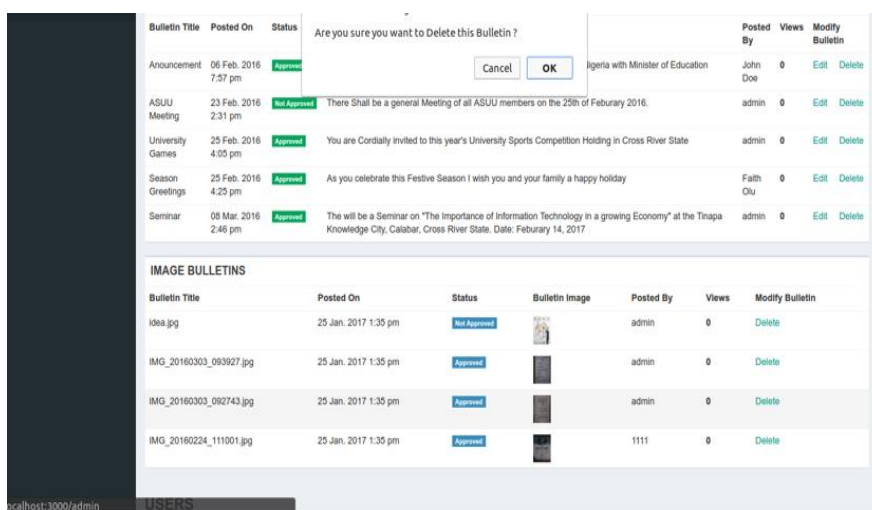 Are you sure you want to Delete this Bulletin ?
Cancel OK
Bulletin Title Posted On Status Posted By Views Modify Bulletin
Anouncement 06 Feb. 2016 7:57 pm Approved with Minister of Education John Doe 0 Edit Delete
ASUU Meeting 23 Feb. 2016 2:31 pm Not Approved There Shall be a general Meeting of all ASUU members on the 25th of Feburary 2016. admin 0 Edit Delete
University Games 25 Feb. 2016 4:05 pm Approved You are Cordially invited to this year's University Sports Competition Holding in Cross River State admin 0 Edit Delete
Season Greetings 25 Feb. 2016 4:25 pm Approved As you celebrate this Festive Season I wish you and your family a happy holiday Faith Olu 0 Edit Delete
Seminar 08 Mar. 2016 2:46 pm Approved The will be a Seminar on "The Importance of Information Technology in a growing Economy" at the Tinapa
Knowledge City, Calabar, Cross River State. Date: Feburary 14, 2017 admin 0 Edit Delete
IMAGE BULLETINS
Bulletin Title Posted On Status Bulletin Image Posted By Views Modify Bulletin
idea.jpg 25 Jan. 2017 1:35 pm Not Approved admin 0 Delete
IMG_20160303_093927.jpg 25 Jan. 2017 1:35 pm Approved admin 0 Delete
IMG_20160303_092743.jpg 25 Jan. 2017 1:35 pm Approved admin 0 Delete
IMG_20160224_111001.jpg 25 Jan. 2017 1:35 pm Approved 1111 0 Delete
USERS
ocalhost:3000/admin